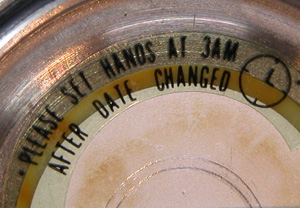 • PLEASE SET HANDS AT 3AM
AFTER DATE CHANGED